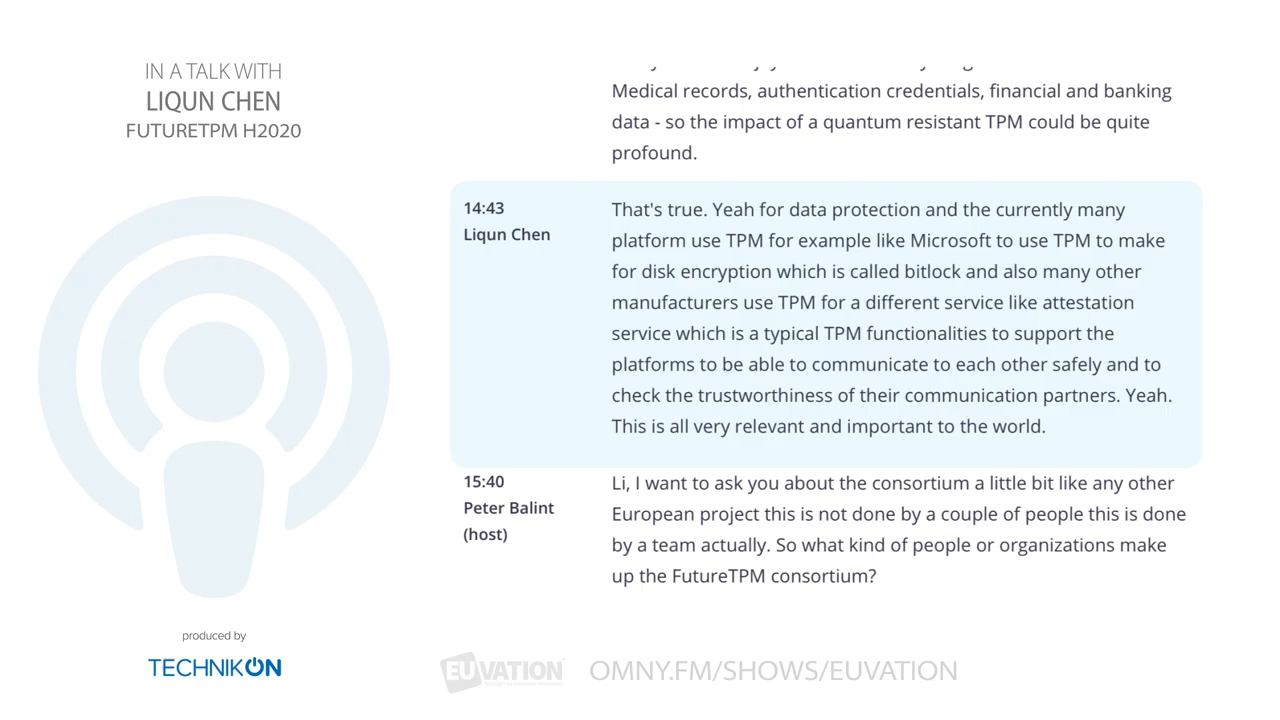 IN A TALK WITH
LIQUN CHEN
FUTURETPM H2020
Medical records, authentication credentials, financial and banking
data - so the impact of a quantum resistant TPM could be quite
profound.
14:43
Liqun Chen
That's true. Yeah for data protection and the currently many
platform use TPM for example like Microsoft to use TPM to make
for disk encryption which is called bitlock and also many other
manufacturers use TPM for a different service like attestation
service which is a typical TPM functionalities to support the
platforms to be able to communicate to each other safely and to
check the trustworthiness of their communication partners. Yeah.
This is all very relevant and important to the world.
15:40
Peter Balint
(host)
Li, I want to ask you about the consortium a little bit like any other
European project this is not done by a couple of people this is done
by a team actually. So what kind of people or organizations make
up the FutureTPM consortium?
produced by
TECHNIKON
EUVATION
OMNY.FM/SHOWS/EUVATION